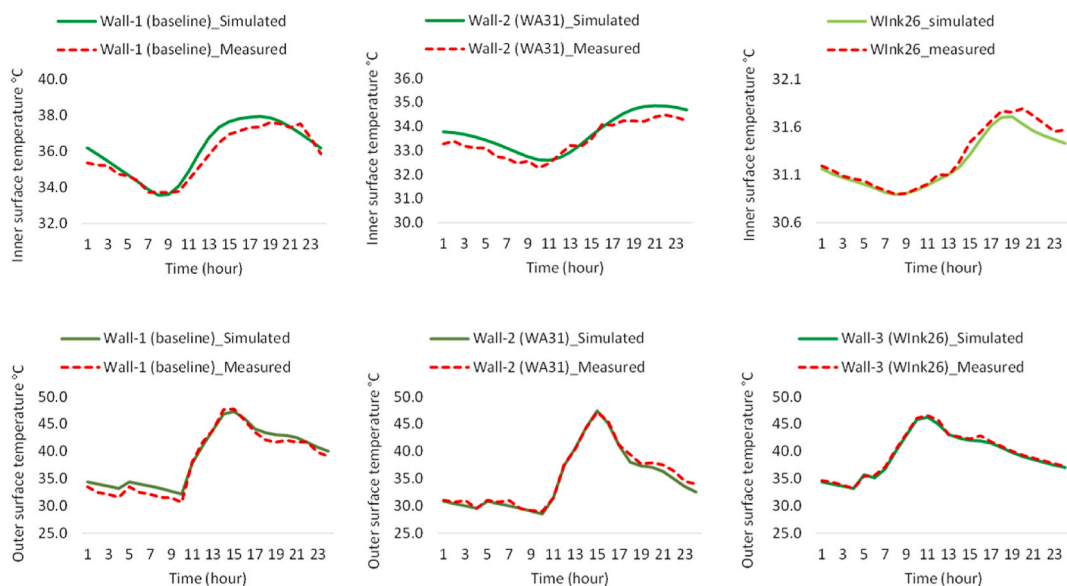 Wall-1 (baseline)_Simulated
Wall-1 (baseline)_Measured
Inner surface temperature °C
40.0
38.0
36.0
34.0
32.0
1 3 5 7 9 11 13 15 17 19 21 23
Time (hour)
Wall-2 (WA31)_Simulated
Wall-2 (WA31)_Measured
Inner surface temperature °C
36.0
35.0
34.0
33.0
32.0
31.0
30.0
1 3 5 7 9 11 13 15 17 19 21 23
Time (hour)
WInk26_simulated
WInk26_measured
Inner surface temperature °C
32.1
31.6
31.1
30.6
1 3 5 7 9 11 13 15 17 19 21 23
Time (hour)
Wall-1 (baseline)_Simulated
Wall-1 (baseline)_Measured
Outer surface temperature °C
50.0
45.0
40.0
35.0
30.0
25.0
1 3 5 7 9 11 13 15 17 19 21 23
Time (hour)
Wall-2 (WA31)_Simulated
Wall-2 (WA31)_Measured
Outer surface temperature °C
50.0
45.0
40.0
35.0
30.0
25.0
1 3 5 7 9 11 13 15 17 19 21 23
Time (hour)
Wall-3 (WInk26)_Simulated
Wall-3 (WInk26)_Measured
Outer surface temperature °C
50.0
45.0
40.0
35.0
30.0
25.0
1 3 5 7 9 11 13 15 17 19 21 23
Time (hour)